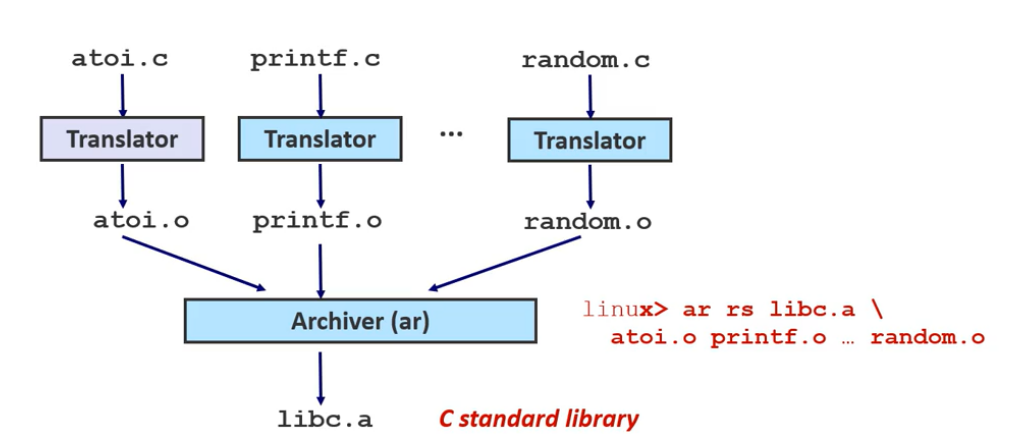 atoi.c printf.c random.c
Translator Translator ... Translator
atoi.o printf.o random.o
Archiver (ar)
linux> ar rs libc.a \
atoi.o printf.o … random.o
libc.a C standard library